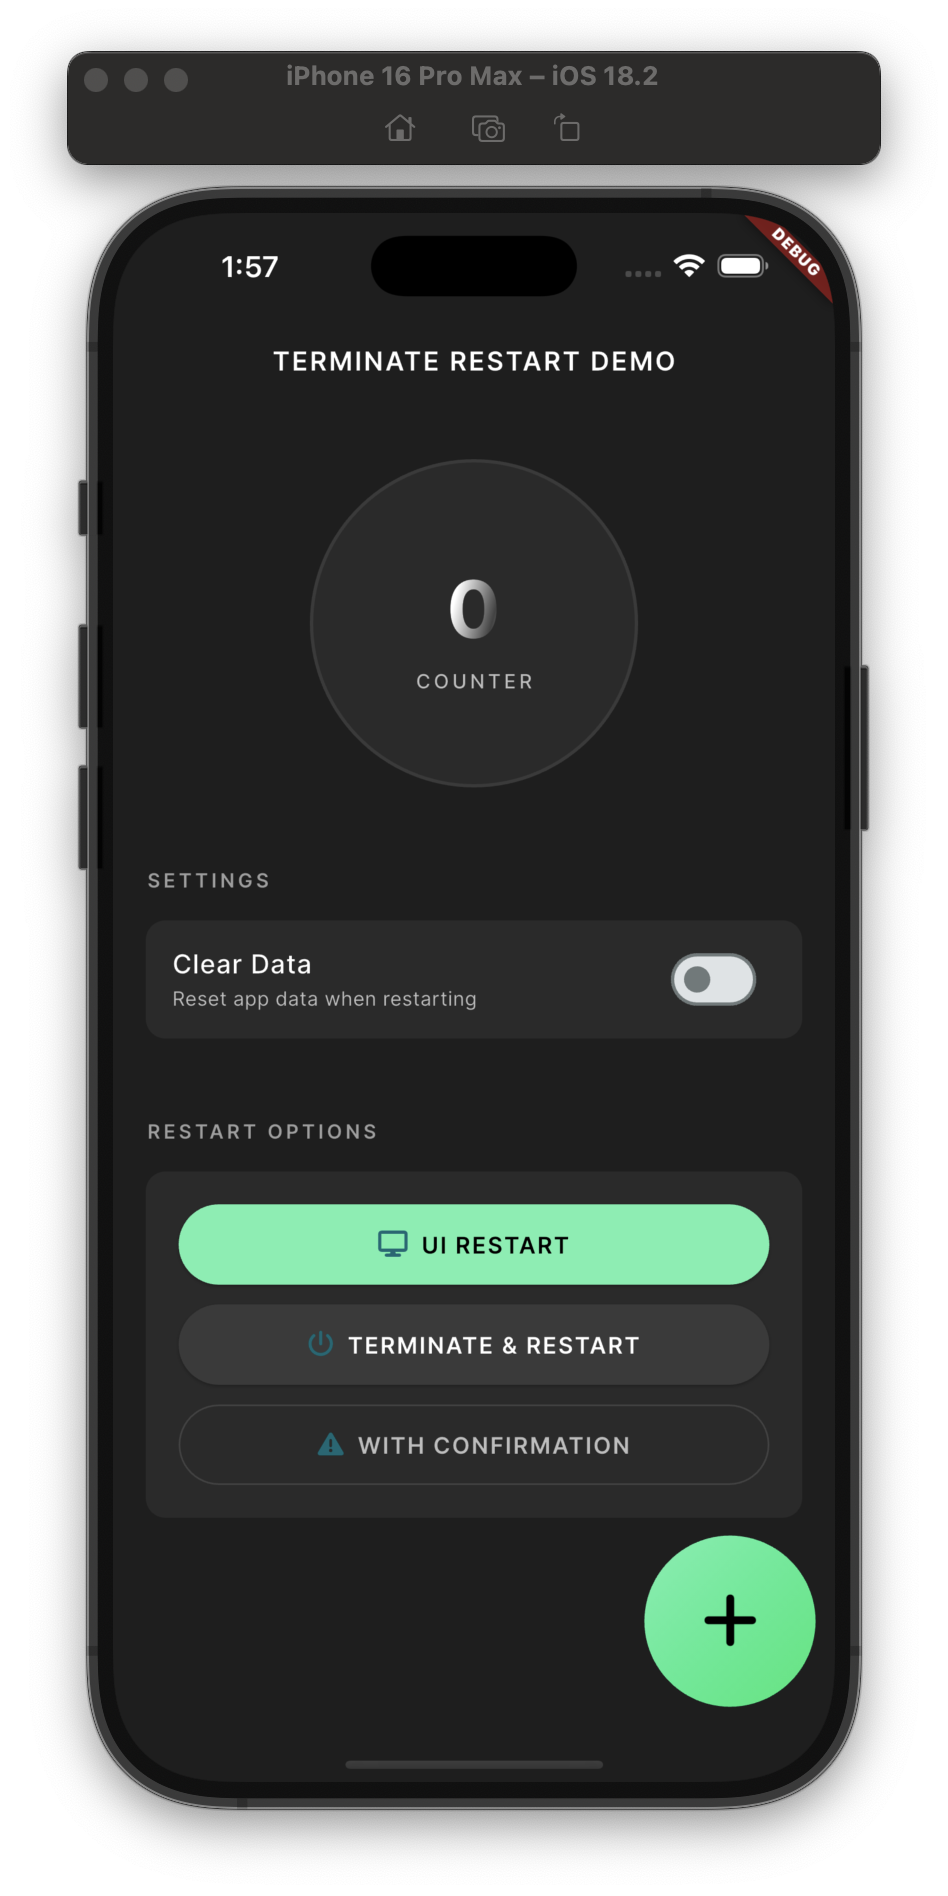 iPhone 16 Pro Max – iOS 18.2
1:57
DEBUG
TERMINATE RESTART DEMO
0
COUNTER
SETTINGS
Clear Data
Reset app data when restarting
RESTART OPTIONS
UI RESTART
TERMINATE & RESTART
WITH CONFIRMATION